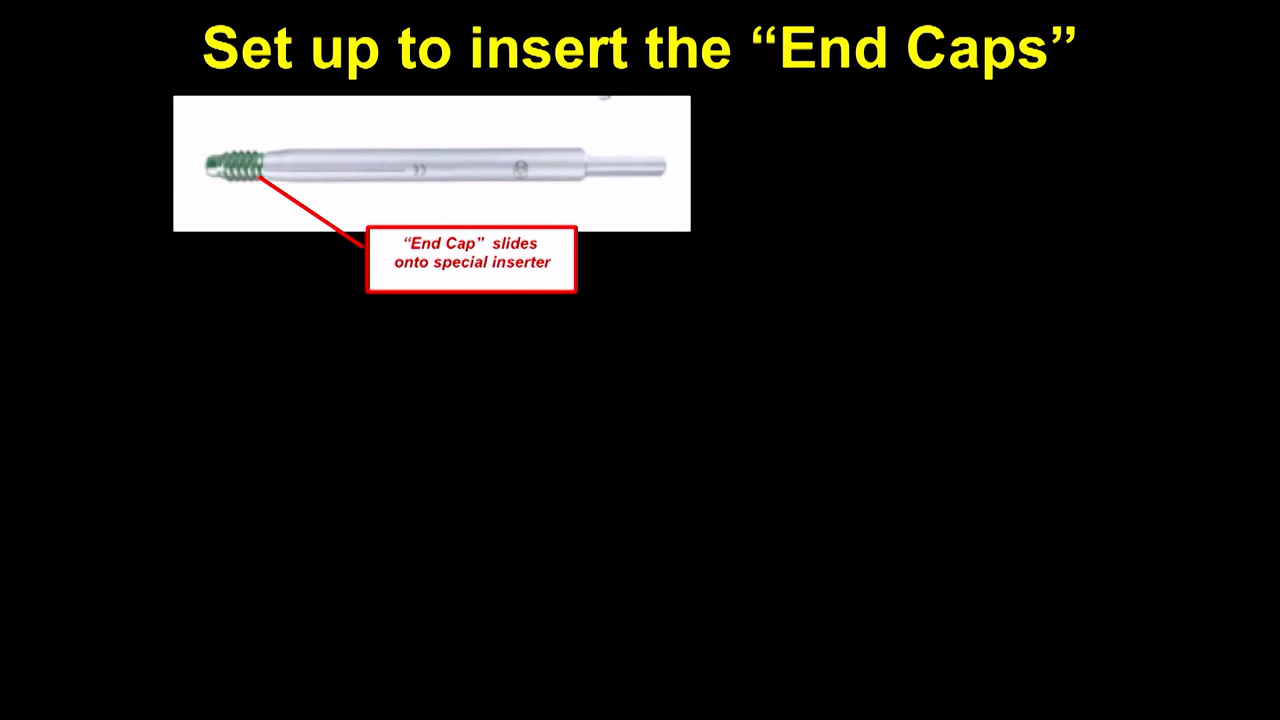 Set up to insert the “End Caps”
“End Cap” slides
onto special inserter